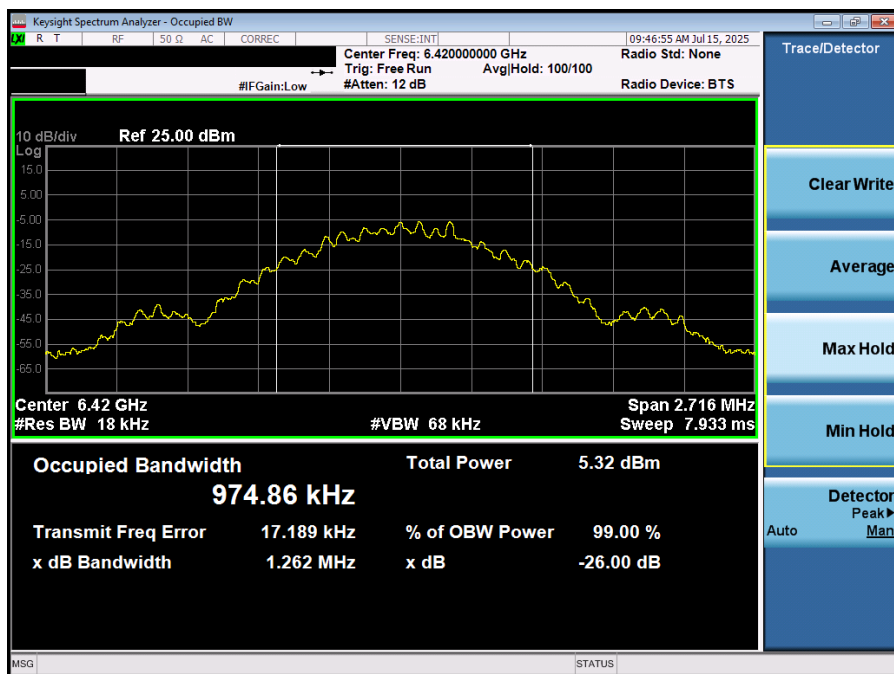 Keysight Spectrum Analyzer - Occupied BW
LXI R T RF 50 Ω AC CORREC SENSE:INT 09:46:55 AM Jul 15, 2025
Center Freq: 6.420000000 GHz Radio Std: None
Trig: Free Run Avg|Hold: 100/100
#IFGain:Low #Atten: 12 dB Radio Device: BTS
10 dB/div Ref 25.00 dBm
Log
15.0
5.00
-5.00
-15.0
-25.0
-35.0
-45.0
-55.0
-65.0
Center 6.42 GHz Span 2.716 MHz
#Res BW 18 kHz #VBW 68 kHz Sweep 7.933 ms
Occupied Bandwidth Total Power 5.32 dBm
974.86 kHz
Transmit Freq Error 17.189 kHz % of OBW Power 99.00 %
x dB Bandwidth 1.262 MHz x dB -26.00 dB
MSG STATUS
Trace/Detector
Clear Write
Average
Max Hold
Min Hold
Detector
Peak▶
Auto Man